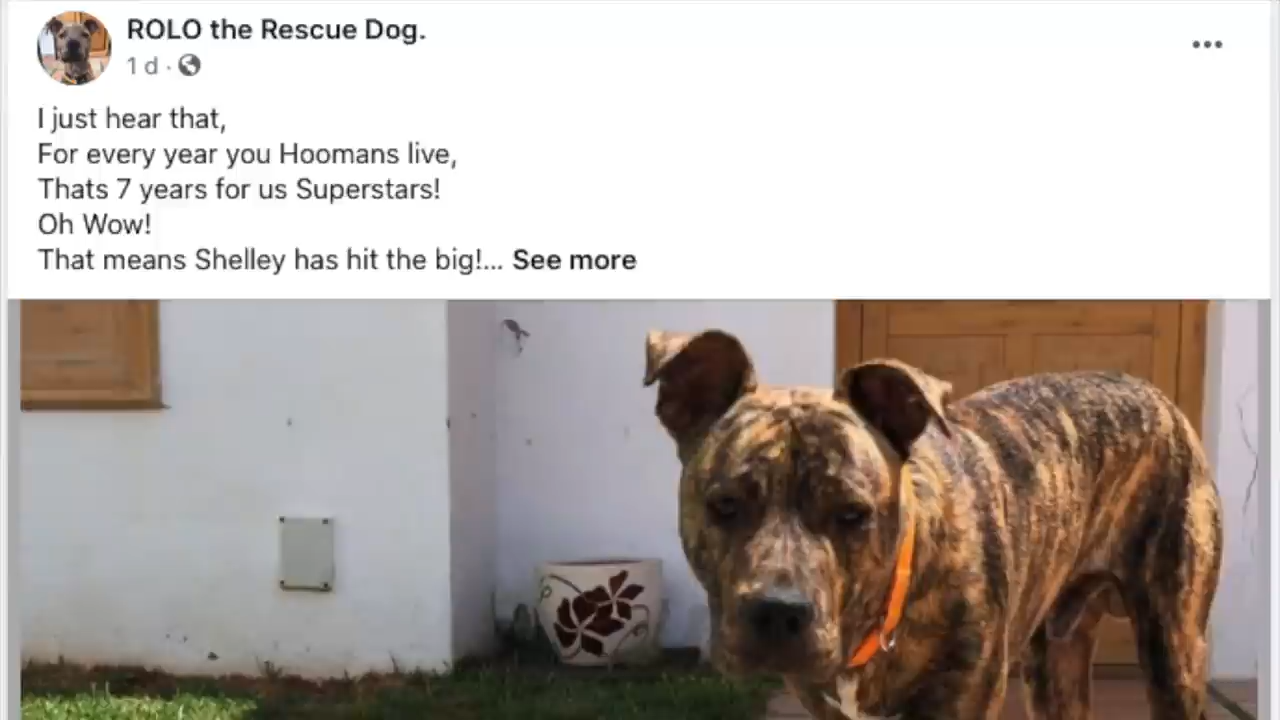 ROLO the Rescue Dog.
1 d ·
I just hear that,
For every year you Hoomans live,
Thats 7 years for us Superstars!
Oh Wow!
That means Shelley has hit the big!... See more